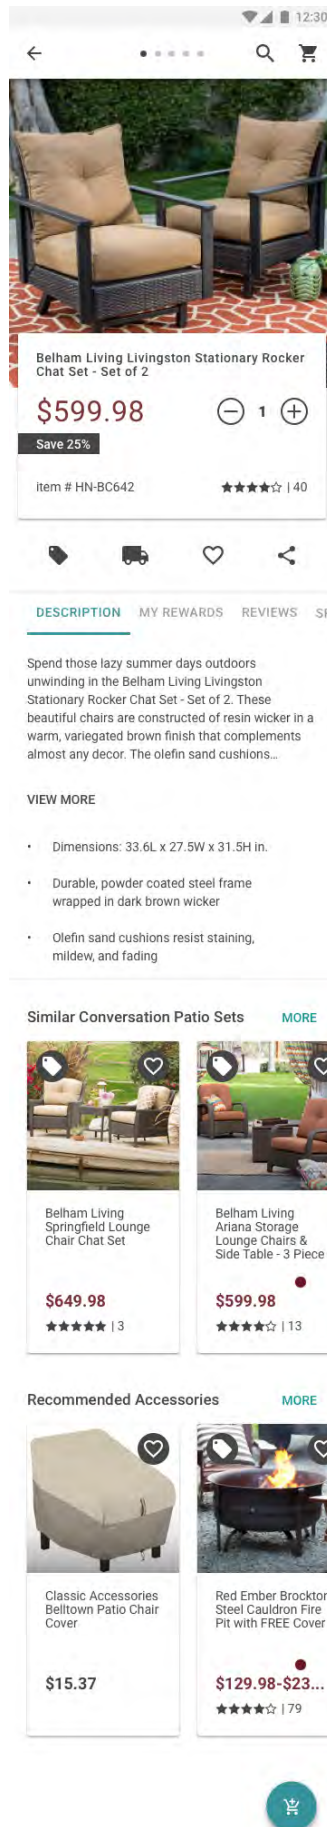 12:30
Belham Living Livingston Stationary Rocker
Chat Set - Set of 2
$599.98
1
Save 25%
item # HN-BC642
| 40
DESCRIPTION MY REWARDS REVIEWS
Spend those lazy summer days outdoors
unwinding in the Belham Living Livingston
Stationary Rocker Chat Set - Set of 2. These
beautiful chairs are constructed of resin wicker in a
warm, variegated brown finish that complements
almost any decor. The olefin sand cushions...
VIEW MORE
• Dimensions: 33.6L x 27.5W x 31.5H in.
• Durable, powder coated steel frame
wrapped in dark brown wicker
• Olefin sand cushions resist staining,
mildew, and fading
Similar Conversation Patio Sets MORE
Belham Living
Springfield Lounge
Chair Chat Set
$649.98
| 3
Belham Living
Ariana Storage
Lounge Chairs &
Side Table - 3 Piece
$599.98
| 13
Recommended Accessories MORE
Classic Accessories
Belltown Patio Chair
Cover
$15.37
Red Ember Brockton
Steel Cauldron Fire
Pit with FREE Cover
$129.98-$23...
| 79